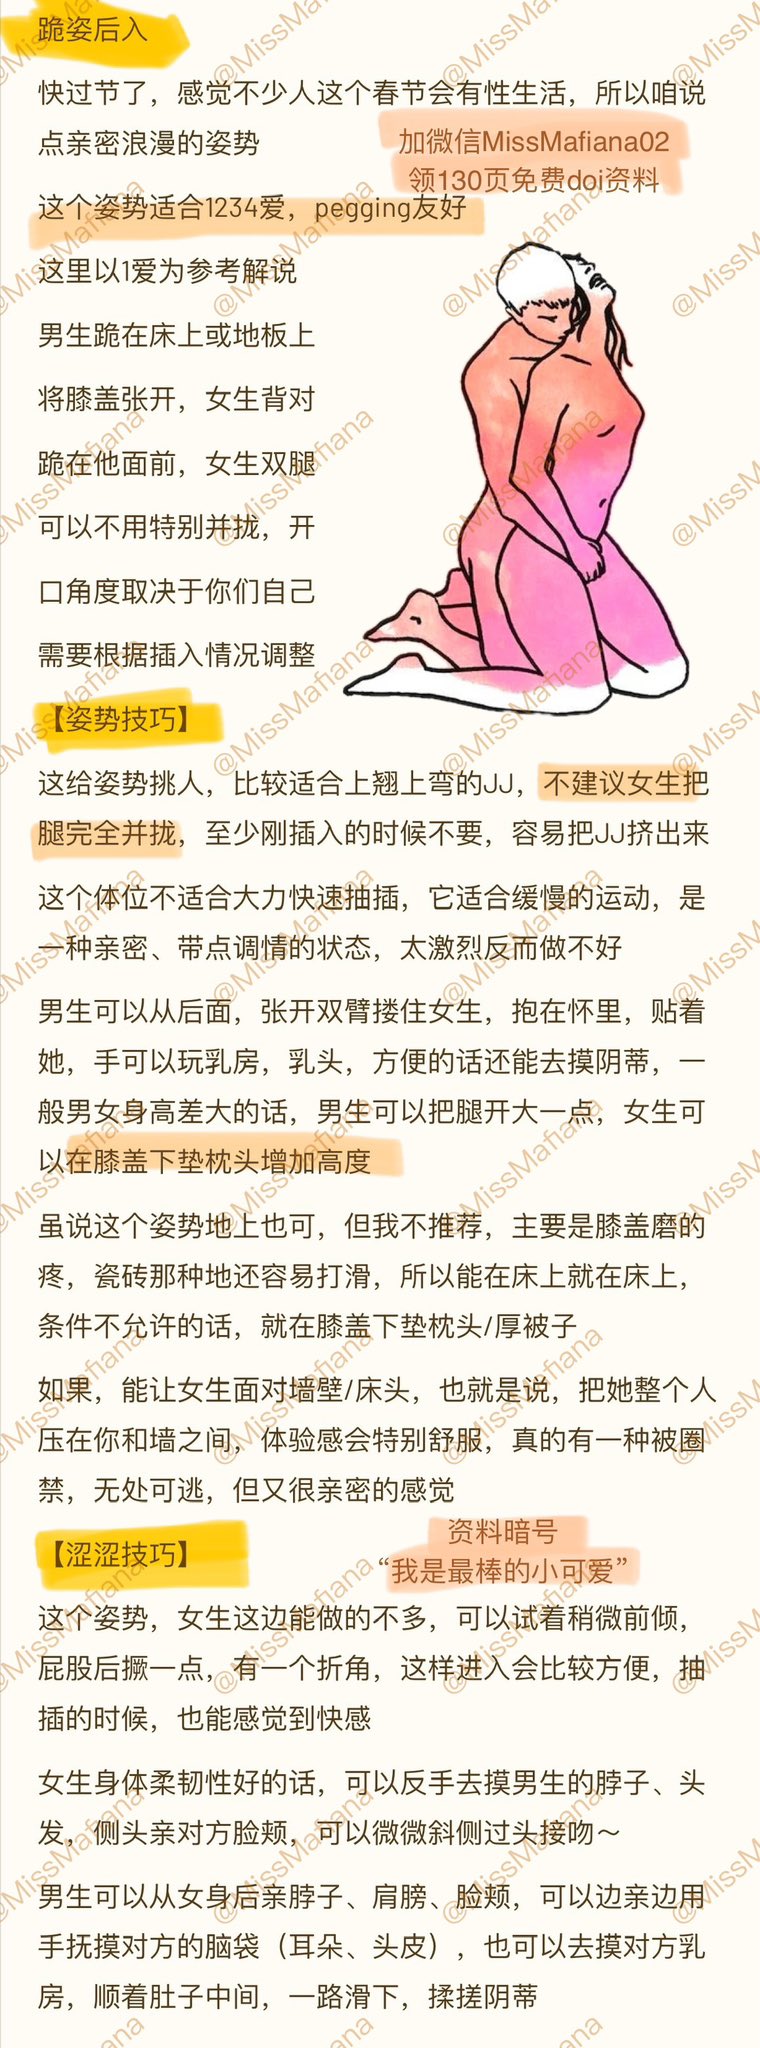 跪姿后入
快过节了，感觉不少人这个春节会有性生活，所以咱说
点亲密浪漫的姿势
加微信MissMafiana02
领130页免费doi资料
这个姿势适合1234爱，pegging友好
这里以1爱为参考解说
男生跪在床上或地板上
将膝盖张开，女生背对
跪在他面前，女生双腿
可以不用特别并拢，开
口角度取决于你们自己
需要根据插入情况调整
【姿势技巧】
这给姿势挑人，比较适合上翘上弯的JJ，不建议女生把
腿完全并拢，至少刚插入的时候不要，容易把JJ挤出来
这个体位不适合大力快速抽插，它适合缓慢的运动，是
一种亲密、带点调情的状态，太激烈反而做不好
男生可以从后面，张开双臂搂住女生，抱在怀里，贴着
她，手可以玩乳房，乳头，方便的话还能去摸阴蒂，一
般男女身高差大的话，男生可以把腿开大一点，女生可
以在膝盖下垫枕头增加高度
虽说这个姿势地上也可，但我不推荐，主要是膝盖磨的
疼，瓷砖那种地还容易打滑，所以能在床上就在床上，
条件不允许的话，就在膝盖下垫枕头/厚被子
如果，能让女生面对墙壁/床头，也就是说，把她整个人
压在你和墙之间，体验感会特别舒服，真的有一种被圈
禁，无处可逃，但又很亲密的感觉
【涩涩技巧】
资料暗号
“我是最棒的小可爱”
这个姿势，女生这边能做的不多，可以试着稍微前倾，
屁股后撅一点，有一个折角，这样进入会比较方便，抽
插的时候，也能感觉到快感
女生身体柔韧性好的话，可以反手去摸男生的脖子、头
发，侧头亲对方脸颊，可以微微斜侧过头接吻～
男生可以从女身后亲脖子、肩膀、脸颊，可以边亲边用
手抚摸对方的脑袋（耳朵、头皮），也可以去摸对方乳
房，顺着肚子中间，一路滑下，揉搓阴蒂
@MissMafiana